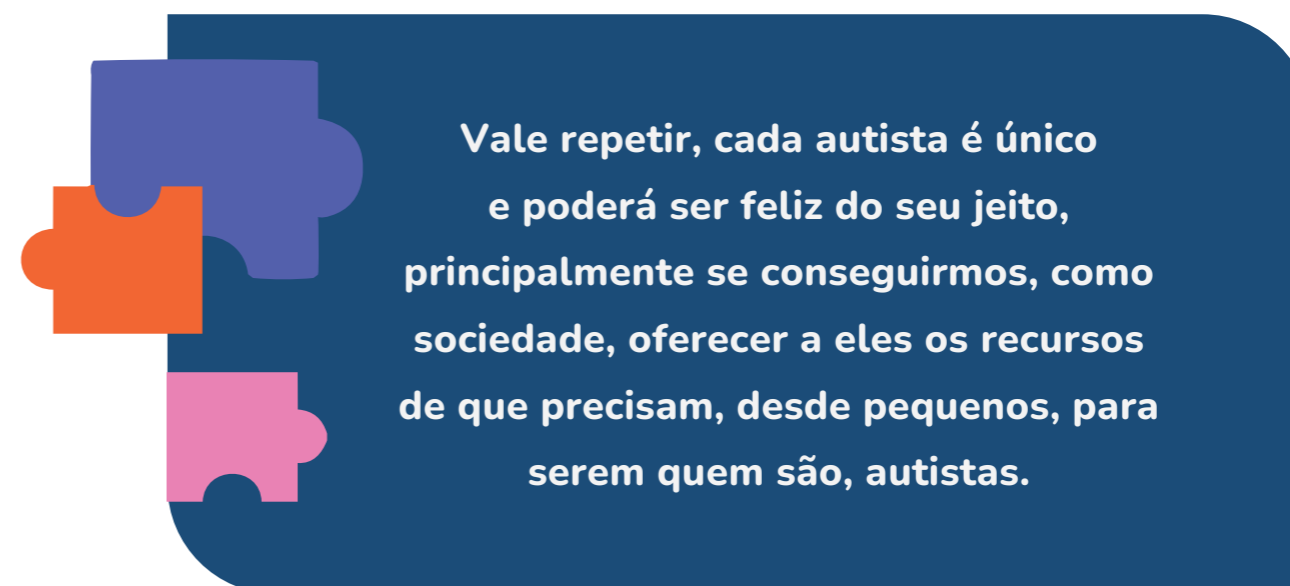 Vale repetir, cada autista é único
e poderá ser feliz do seu jeito,
principalmente se conseguirmos, como
sociedade, oferecer a eles os recursos
de que precisam, desde pequenos, para
serem quem são, autistas.